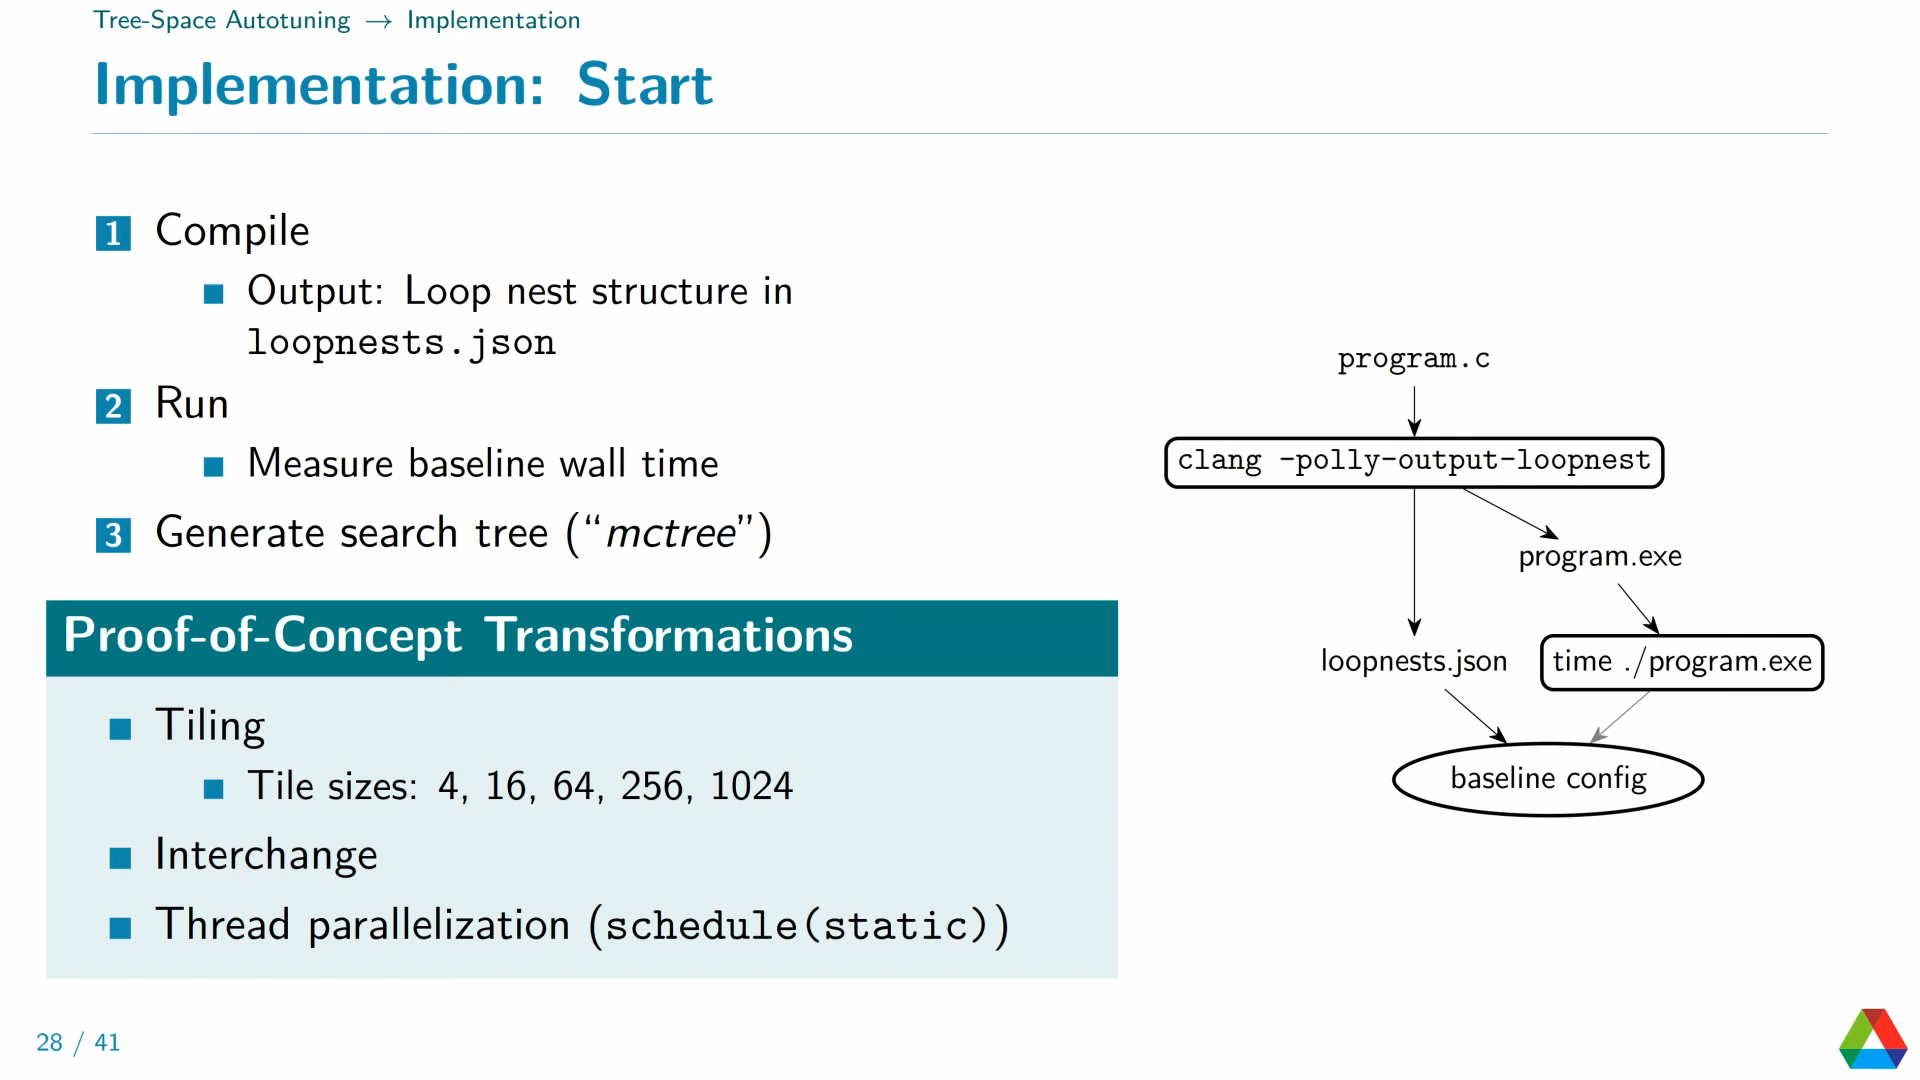 Tree-Space Autotuning → Implementation
Implementation: Start
1 Compile
Output: Loop nest structure in
loopnests.json
2 Run
Measure baseline wall time
3 Generate search tree (“mctree”)
Proof-of-Concept Transformations
Tiling
Tile sizes: 4, 16, 64, 256, 1024
Interchange
Thread parallelization (schedule(static))
program.c
clang -polly-output-loopnest
program.exe
loopnests.json
time ./program.exe
baseline config
28 / 41